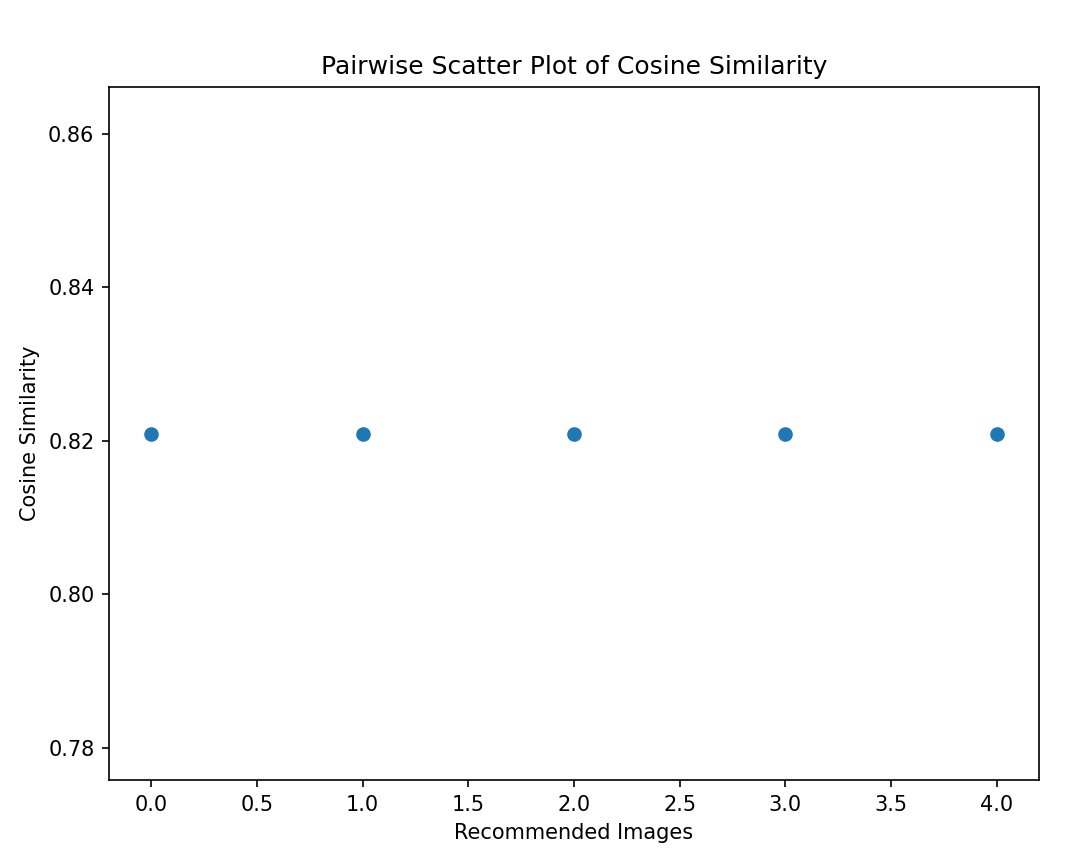 Pairwise Scatter Plot of Cosine Similarity
0.86
0.84
0.82
0.80
0.78
Cosine Similarity
0.0 0.5 1.0 1.5 2.0 2.5 3.0 3.5 4.0
Recommended Images